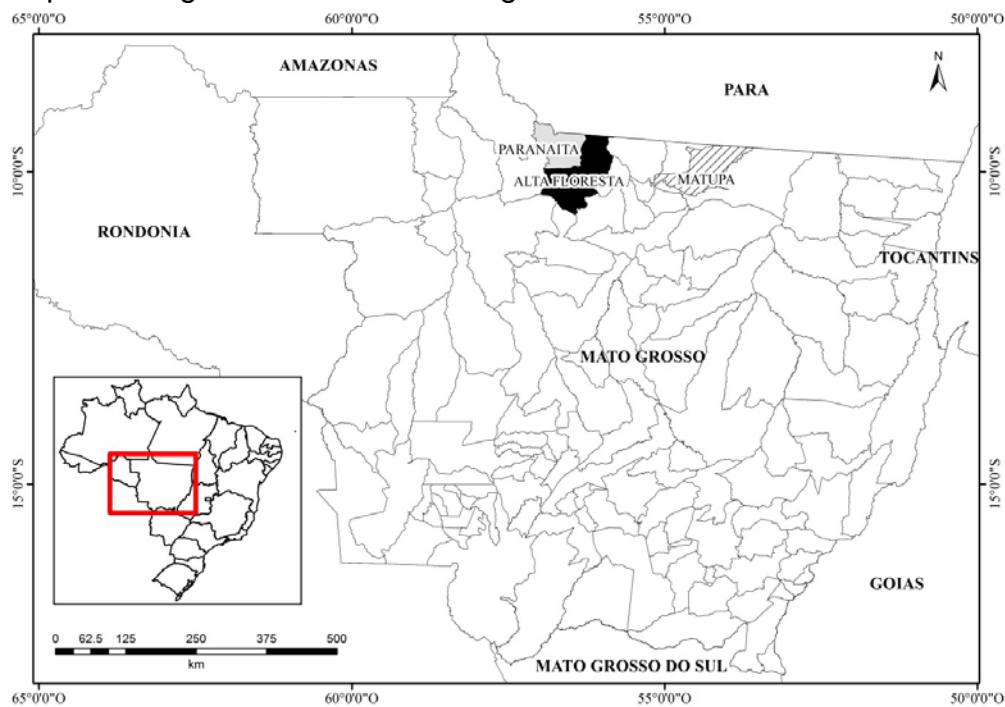 65°0'0"O 60°0'0"O 55°0'0"O 50°0'0"O
AMAZONAS
N
PARA
PARANAITA
10°0'0"S 10°0'0"S
ALTA FLORESTA
MATUPA
RONDONIA
TOCANTINS
MATO GROSSO
15°0'0"S 15°0'0"S
GOIAS
0 62.5 125 250 375 500
km
MATO GROSSO DO SUL
65°0'0"O 60°0'0"O 55°0'0"O 50°0'0"O